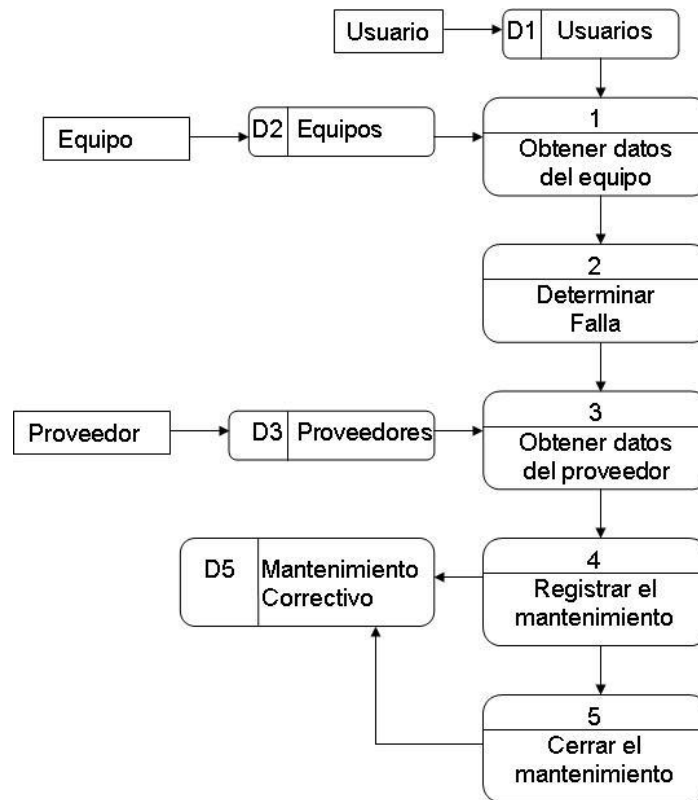 Usuario
D1 Usuarios
Equipo
D2 Equipos
1
Obtener datos
del equipo
2
Determinar
Falla
Proveedor
D3 Proveedores
3
Obtener datos
del proveedor
D5 Mantenimiento
Correctivo
4
Registrar el
mantenimiento
5
Cerrar el
mantenimiento